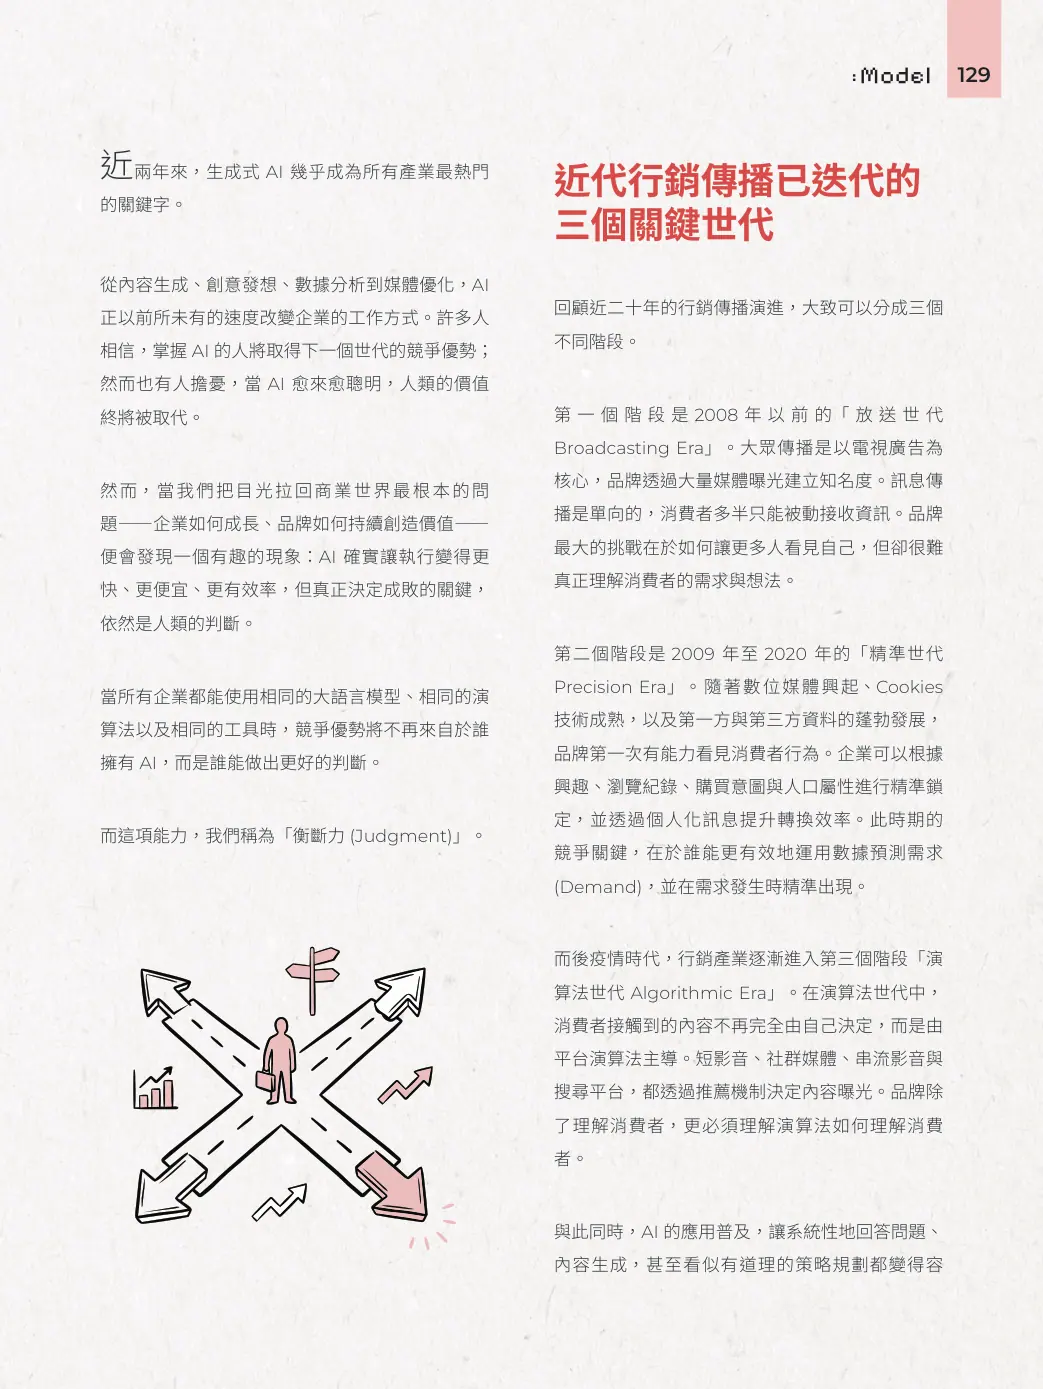 :Model 129
近兩年來，生成式 AI 幾乎成為所有產業最熱門
的關鍵字。
從內容生成、創意發想、數據分析到媒體優化，AI
正以前所未有的速度改變企業的工作方式。許多人
相信，掌握 AI 的人將取得下一個世代的競爭優勢；
然而也有人擔憂，當 AI 愈來愈聰明，人類的價值
終將被取代。
然而，當我們把目光拉回商業世界最根本的問
題——企業如何成長、品牌如何持續創造價值——
便會發現一個有趣的現象：AI 確實讓執行變得更
快、更便宜、更有效率，但真正決定成敗的關鍵，
依然是人類的判斷。
當所有企業都能使用相同的大語言模型、相同的演
算法以及相同的工具時，競爭優勢將不再來自於誰
擁有 AI，而是誰能做出更好的判斷。
而這項能力，我們稱為「衡斷力 (Judgment)」。
近代行銷傳播已迭代的
三個關鍵世代
回顧近二十年的行銷傳播演進，大致可以分成三個
不同階段。
第一個階段是 2008 年以前的「放送世代
Broadcasting Era」。大眾傳播是以電視廣告為
核心，品牌透過大量媒體曝光建立知名度。訊息傳
播是單向的，消費者多半只能被動接收資訊。品牌
最大的挑戰在於如何讓更多人看見自己，但卻很難
真正理解消費者的需求與想法。
第二個階段是 2009 年至 2020 年的「精準世代
Precision Era」。隨著數位媒體興起、Cookies
技術成熟，以及第一方與第三方資料的蓬勃發展，
品牌第一次有能力看見消費者行為。企業可以根據
興趣、瀏覽紀錄、購買意圖與人口屬性進行精準鎖
定，並透過個人化訊息提升轉換效率。此時期的
競爭關鍵，在於誰能更有效地運用數據預測需求
(Demand)，並在需求發生時精準出現。
而後疫情時代，行銷產業逐漸進入第三個階段「演
算法世代 Algorithmic Era」。在演算法世代中，
消費者接觸到的內容不再完全由自己決定，而是由
平台演算法主導。短影音、社群媒體、串流影音與
搜尋平台，都透過推薦機制決定內容曝光。品牌除
了理解消費者，更必須理解演算法如何理解消費
者。
與此同時，AI 的應用普及，讓系統性地回答問題、
內容生成，甚至看似有道理的策略規劃都變得容